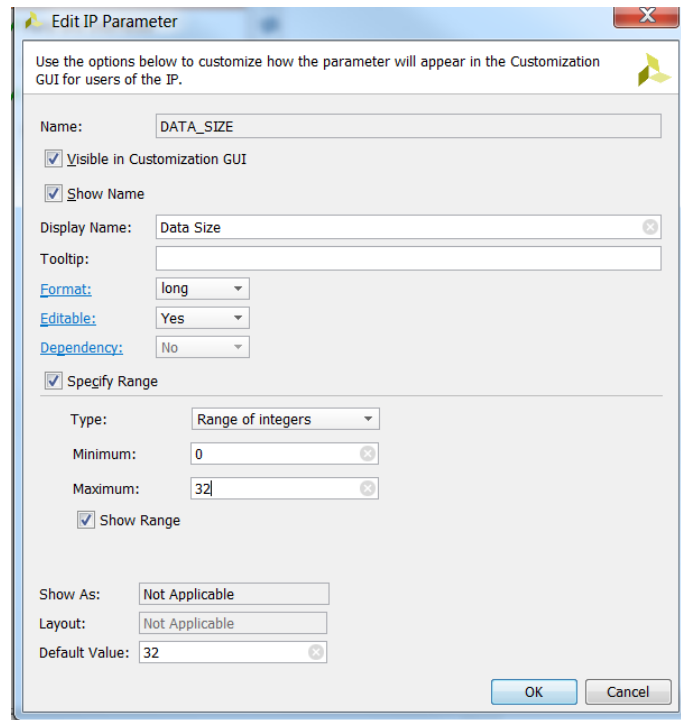 Edit IP Parameter
X
Use the options below to customize how the parameter will appear in the Customization
GUI for users of the IP.
Name: DATA_SIZE
Visible in Customization GUI
Show Name
Display Name: Data Size
Tooltip:
Format: long
Editable: Yes
Dependency: No
Specify Range
Type: Range of integers
Minimum: 0
Maximum: 32
Show Range
Show As: Not Applicable
Layout: Not Applicable
Default Value: 32
OK Cancel